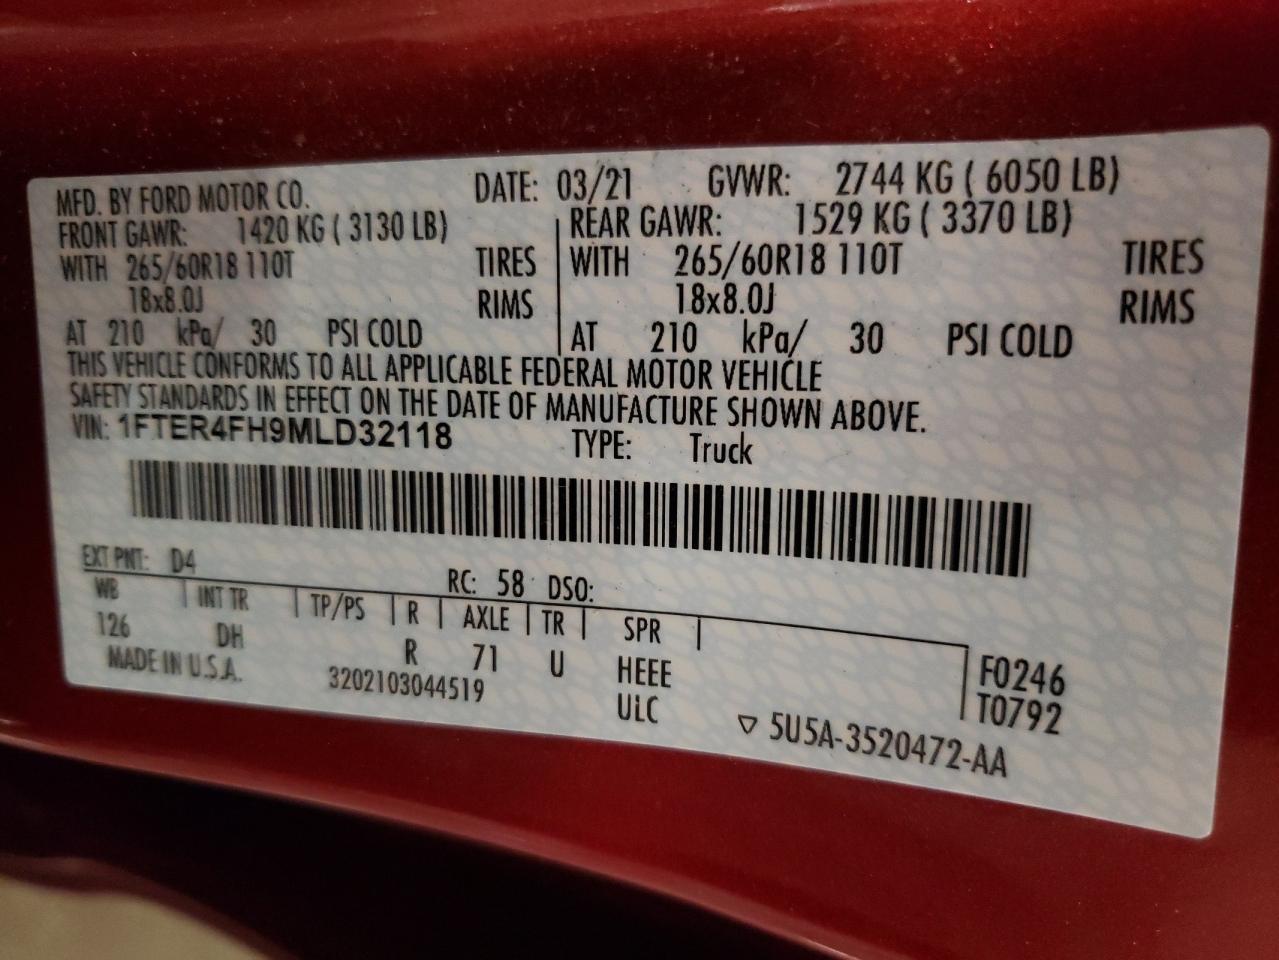 MFD. BY FORD MOTOR CO. DATE: 03/21 GVWR: 2744 KG ( 6050 LB)
FRONT GAWR: 1420 KG ( 3130 LB) REAR GAWR: 1529 KG ( 3370 LB)
WITH 265/60R18 110T TIRES WITH 265/60R18 110T TIRES
18x8.0J RIMS 18x8.0J RIMS
AT 210 kPa/ 30 PSI COLD AT 210 kPa/ 30 PSI COLD
THIS VEHICLE CONFORMS TO ALL APPLICABLE FEDERAL MOTOR VEHICLE
SAFETY STANDARDS IN EFFECT ON THE DATE OF MANUFACTURE SHOWN ABOVE.
VIN: 1FTER4FH9MLD32118 TYPE: Truck
EXT PNT: D4 RC: 58 DSO:
WB INT TR TP/PS R AXLE TR SPR
126 DH R 71 U HEEE F0246
MADE IN U.S.A. 3202103044519 ULC T0792
▽ 5U5A-3520472-AA